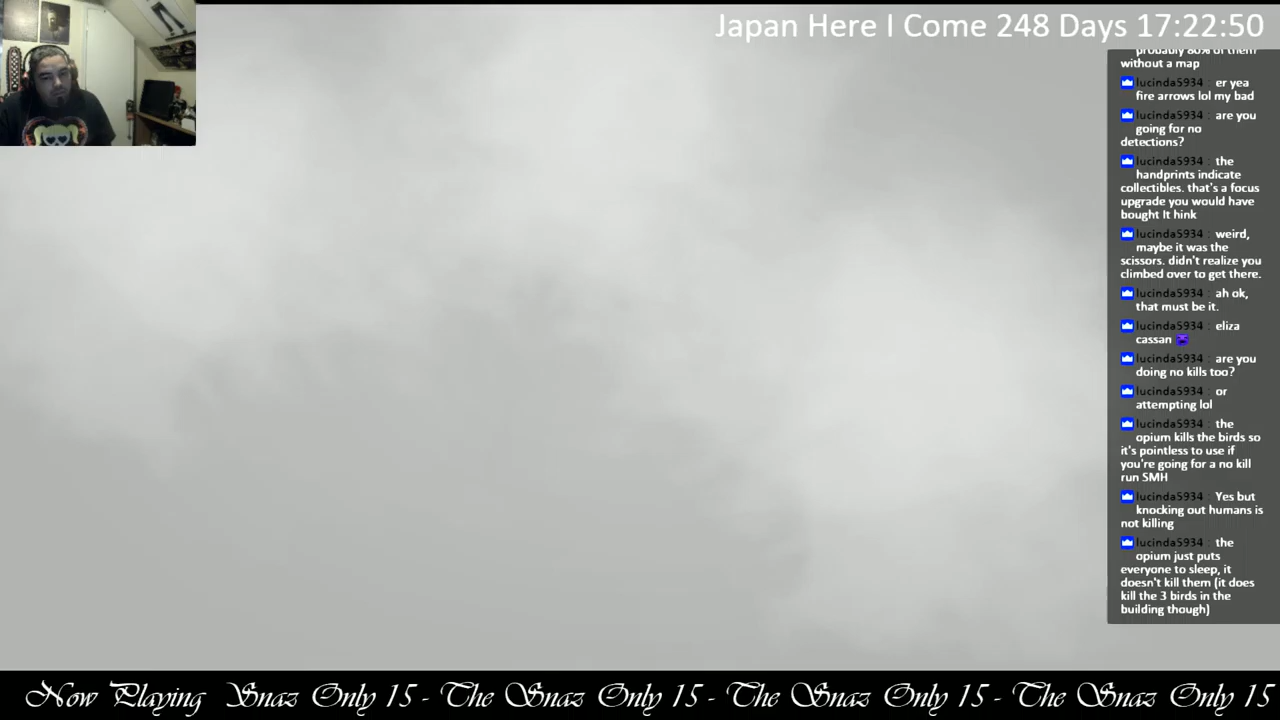 Japan Here I Come 248 Days 17:22:50
probably 80% of them
without a map
lucinda5934 : er yea
fire arrows lol my bad
lucinda5934 : are you
going for no
detections?
lucinda5934 : the
handprints indicate
collectibles. that's a focus
upgrade you would have
bought It hink
lucinda5934 : weird,
maybe it was the
scissors. didn't realize you
climbed over to get there.
lucinda5934 : ah ok,
that must be it.
lucinda5934 : eliza
cassan
lucinda5934 : are you
doing no kills too?
lucinda5934 : or
attempting lol
lucinda5934 : the
opium kills the birds so
it's pointless to use if
you're going for a no kill
run SMH
lucinda5934 : Yes but
knocking out humans is
not killing
lucinda5934 : the
opium just puts
everyone to sleep, it
doesn't kill them (it does
kill the 3 birds in the
building though)
Now Playing Snaz Only 15 - The Snaz Only 15 - The Snaz Only 15 - The Snaz Only 15